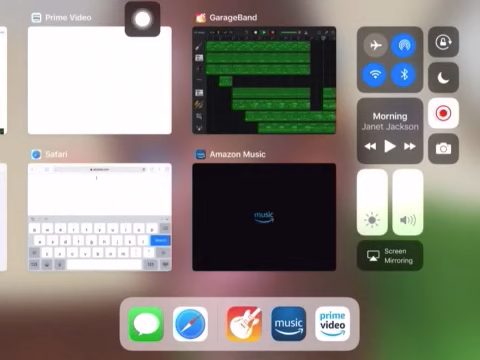 Prime Video
GarageBand
Morning
Janet Jackson
Safari
Amazon Music
music
Screen
Mirroring
music
prime
video